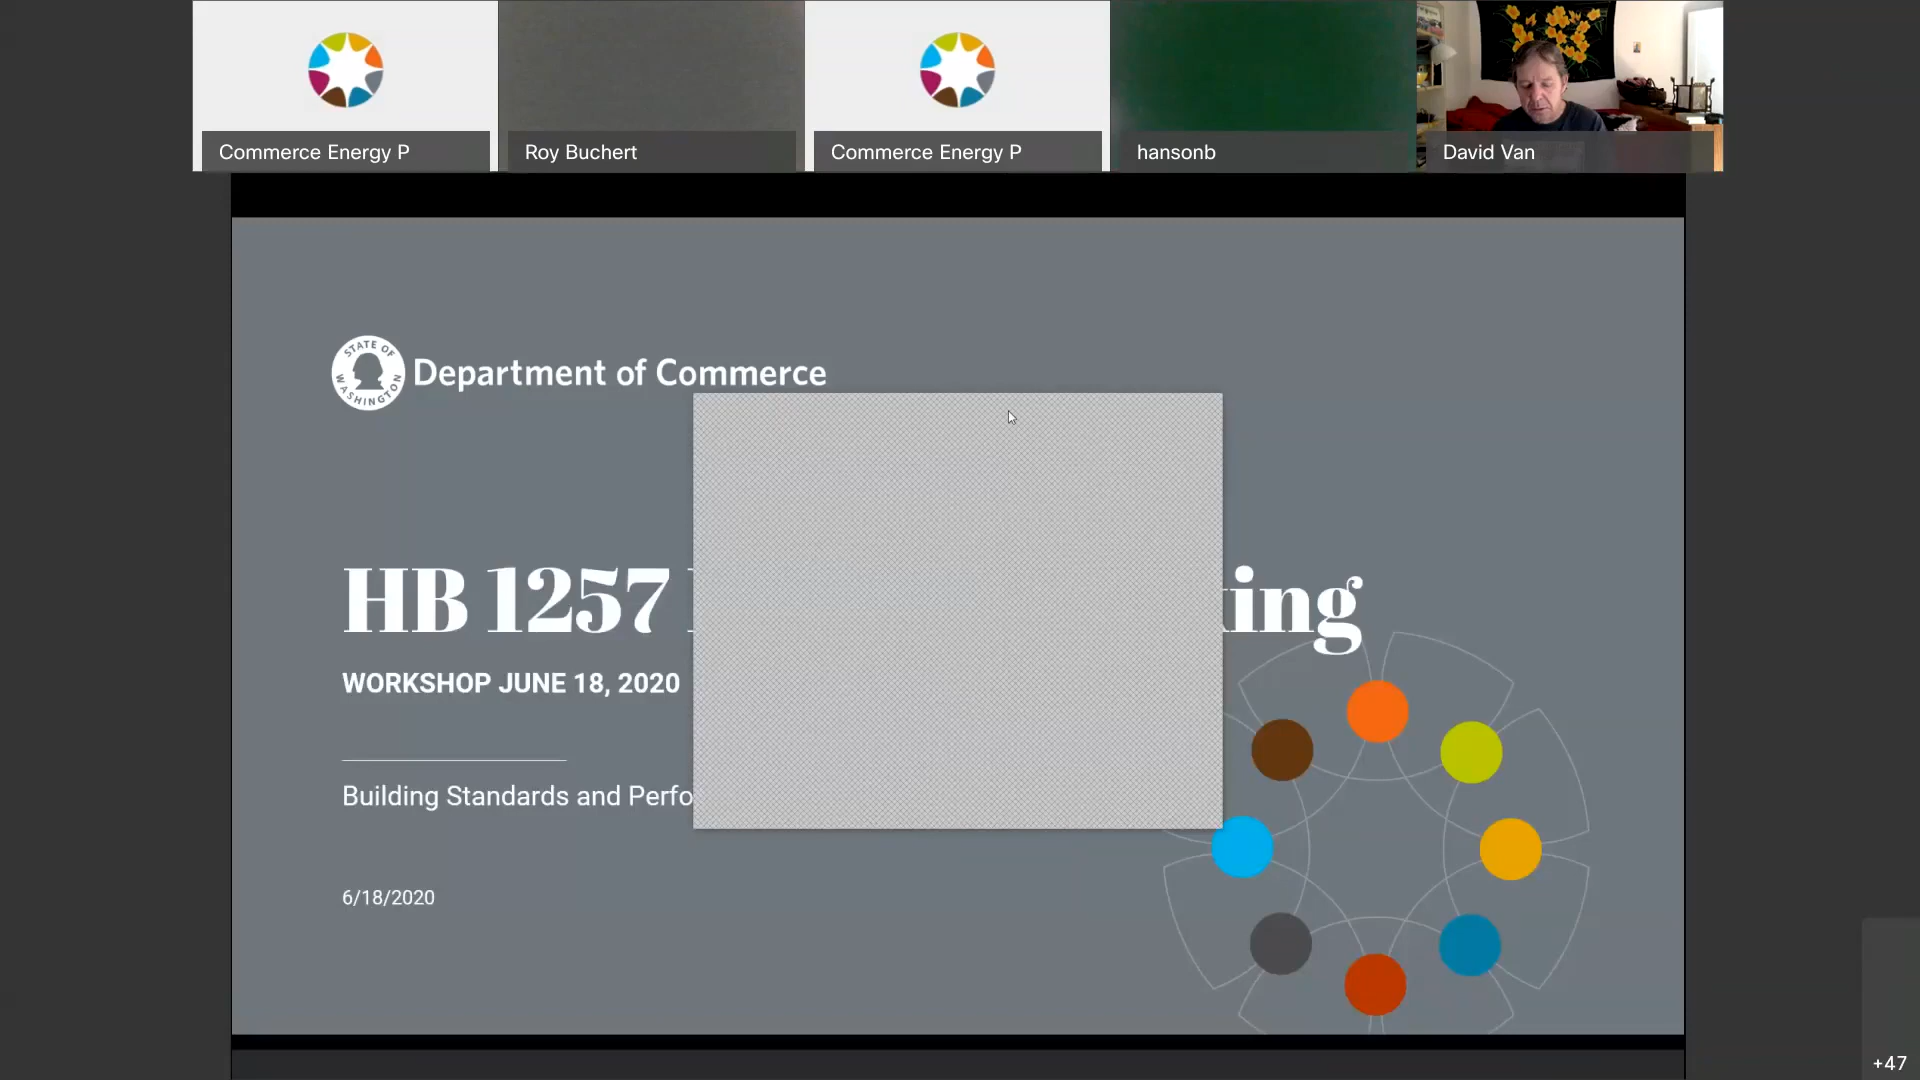 Commerce Energy P
Roy Buchert
Commerce Energy P
hansonb
David Van
STATE OF WASHINGTON
Department of Commerce
HB 1257
WORKSHOP JUNE 18, 2020
Building Standards and Perfo
6/18/2020
+47